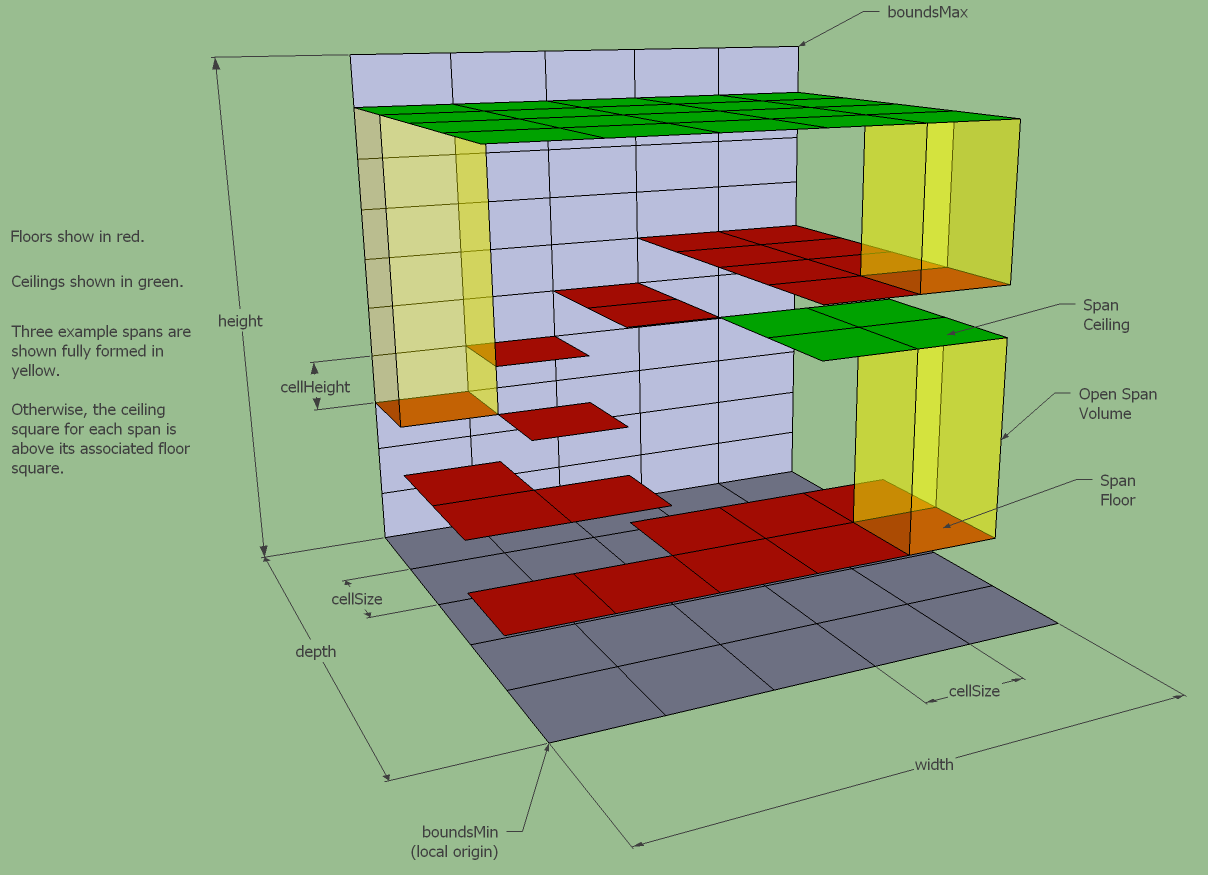 boundsMax
Floors show in red.
Ceilings shown in green.
height
Span
Ceiling
Three example spans are
shown fully formed in
yellow.
cellHeight
Open Span
Volume
Otherwise, the ceiling
square for each span is
above its associated floor
square.
Span
Floor
cellSize
depth
cellSize
width
boundsMin
(local origin)